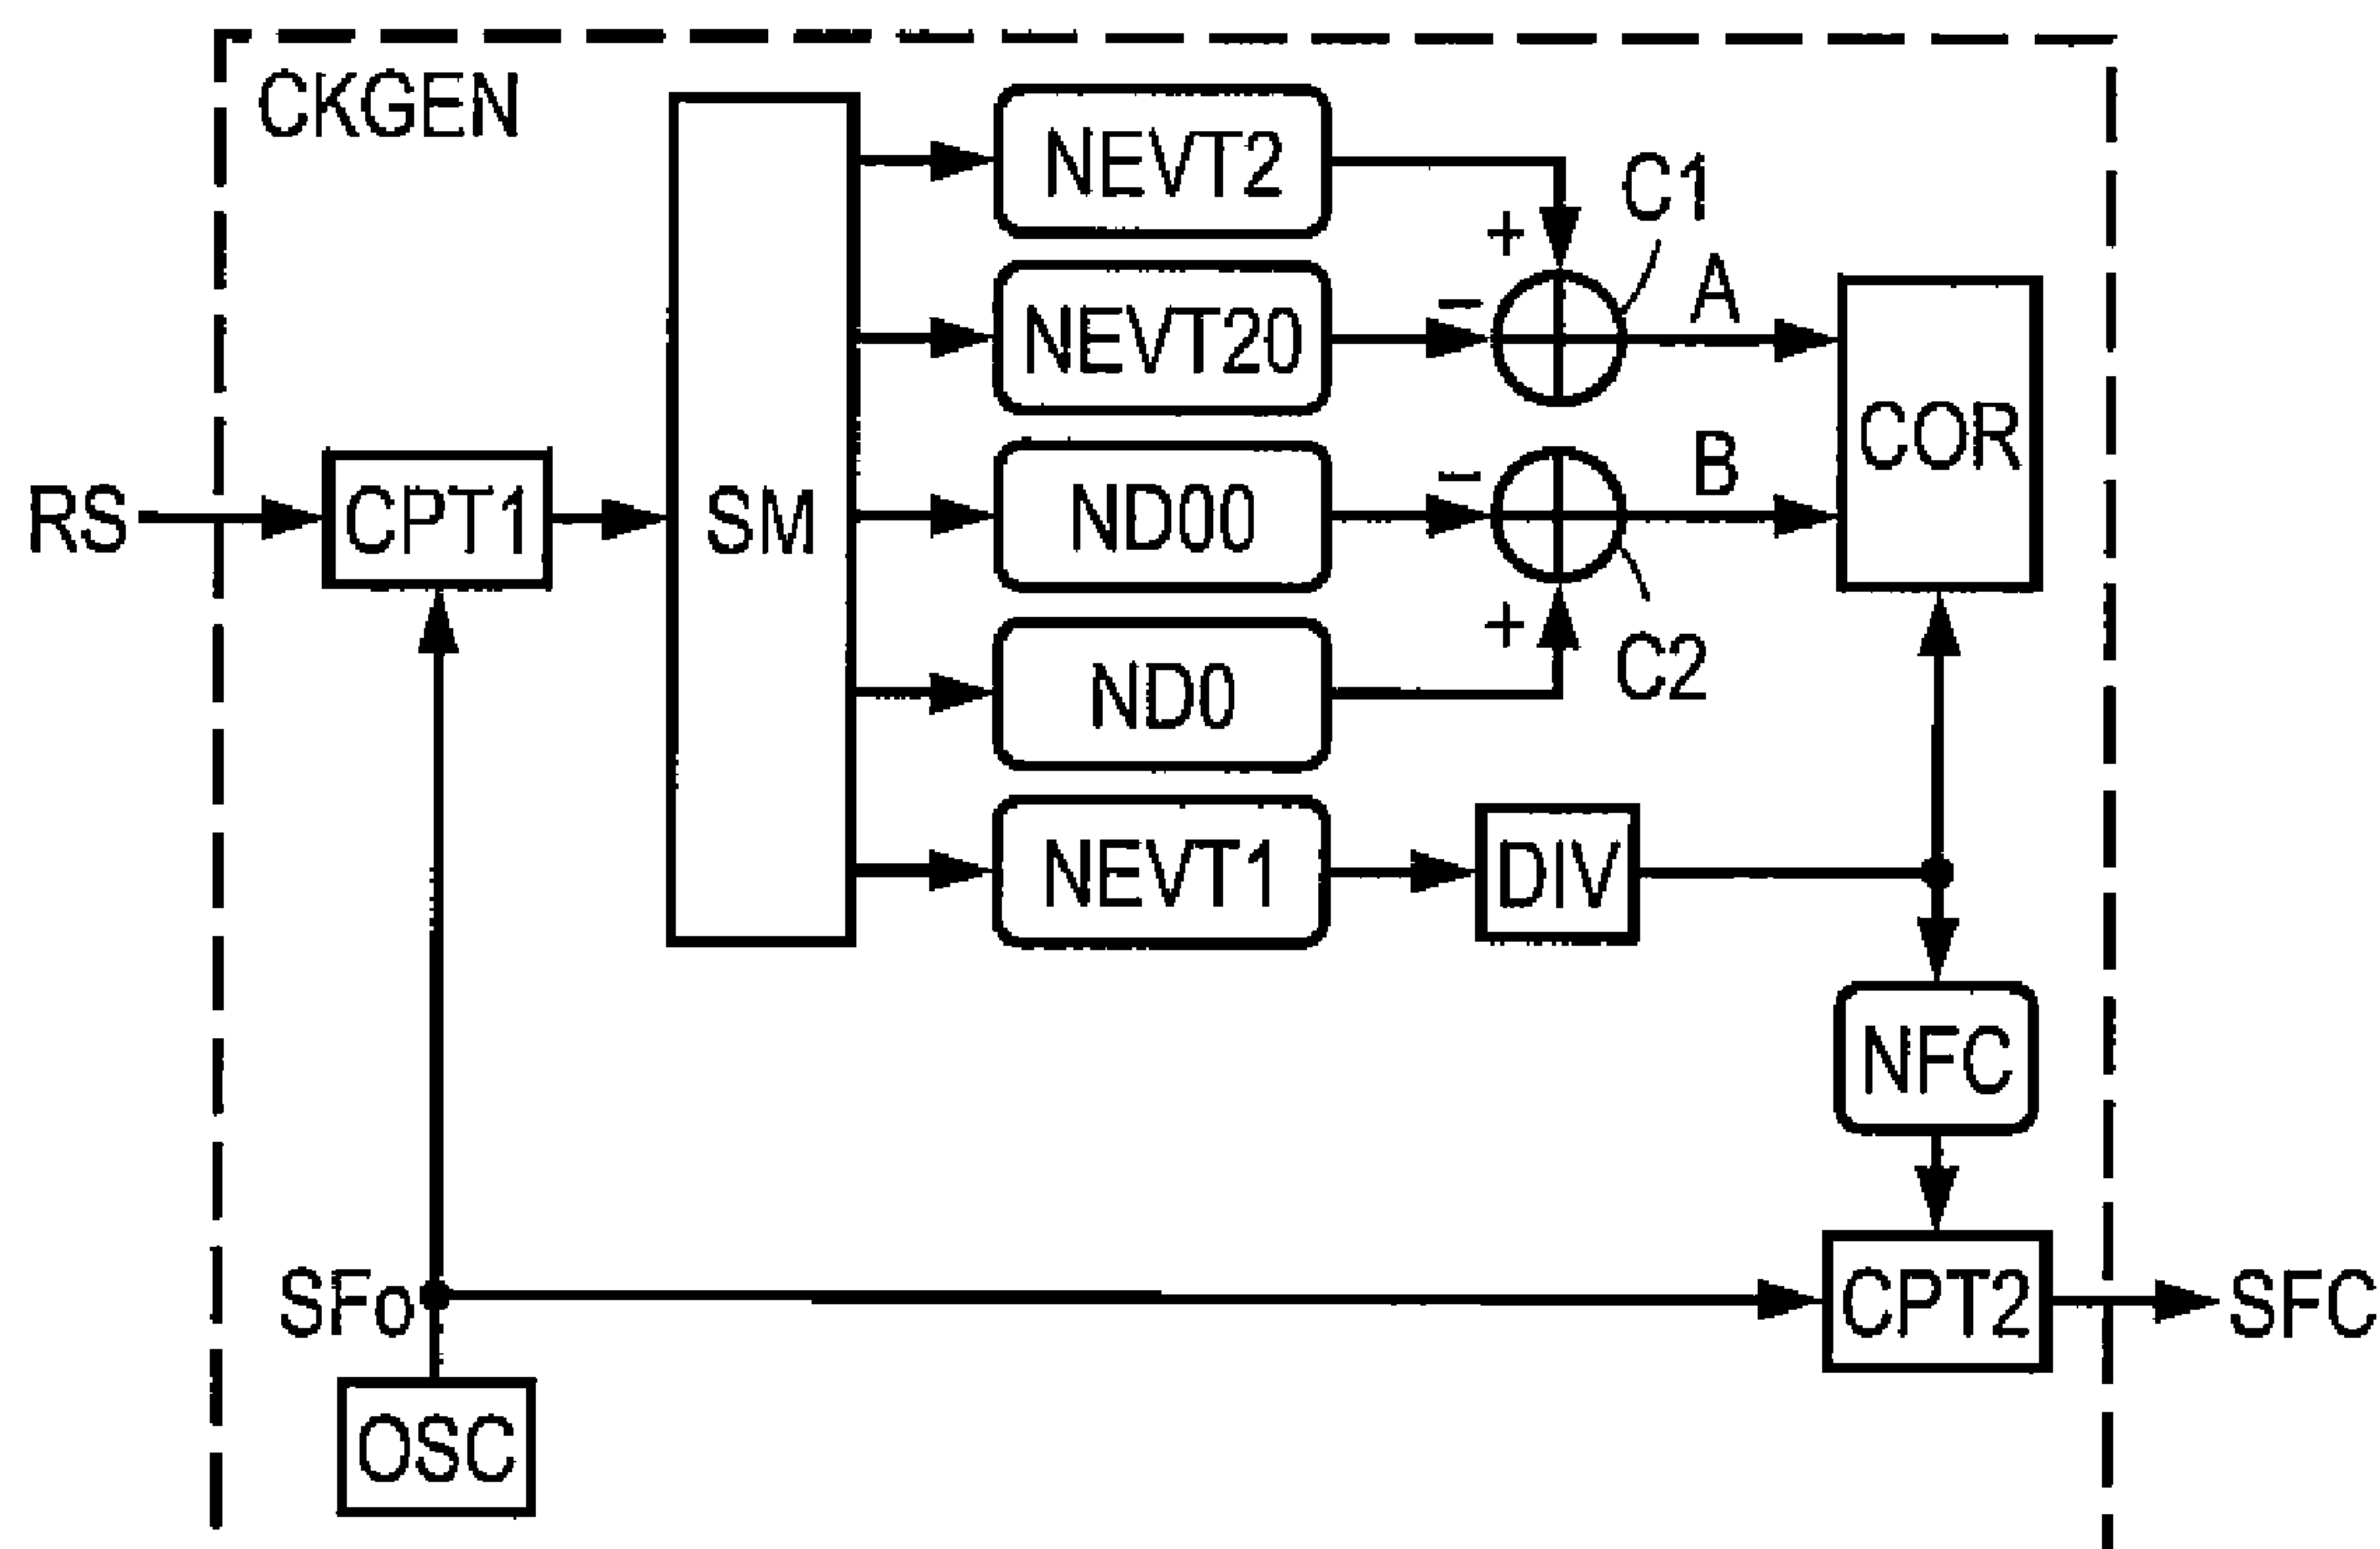 CKGEN
NEVT2
C1
+
−
A
NEVT20
COR
RS
CPT1
SM
ND00
−
B
+
C2
ND0
NEVT1
DIV
NFC
SFo
CPT2
SFC
OSC